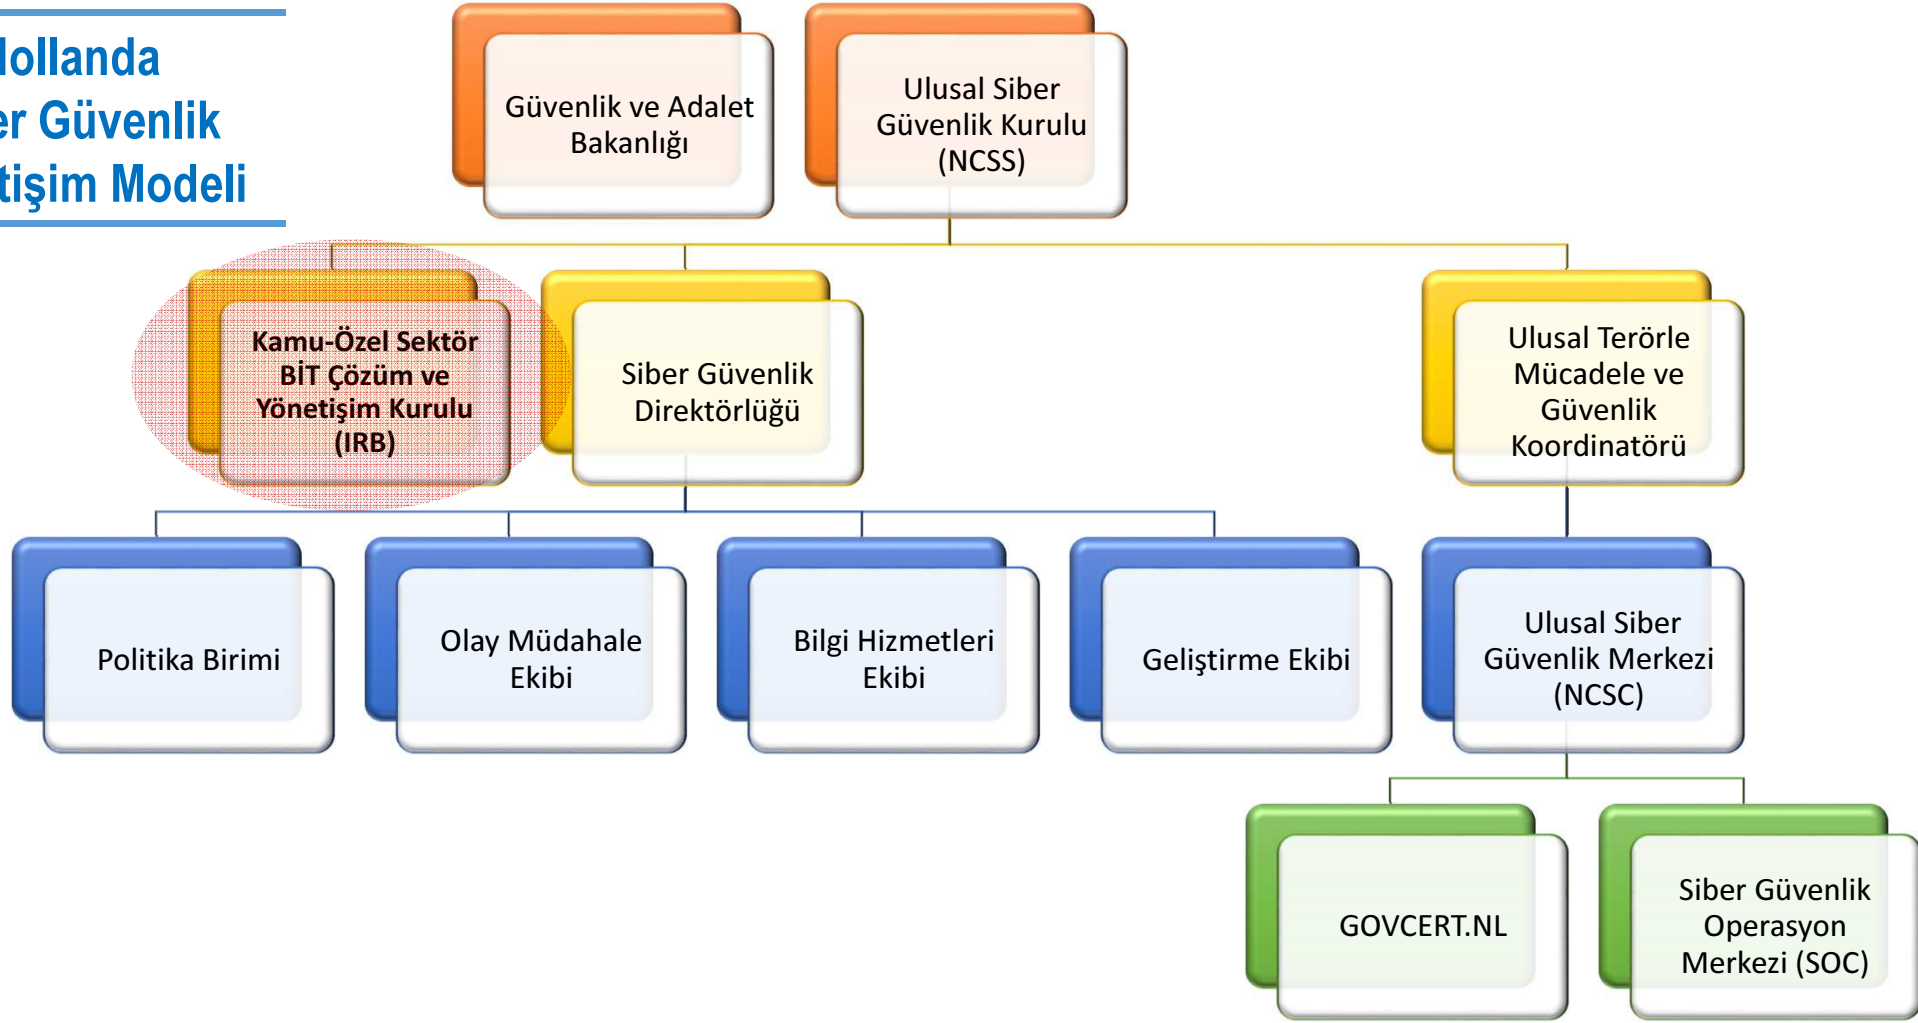 Hollanda
er Güvenlik
tişim Modeli
Güvenlik ve Adalet
Bakanlığı
Ulusal Siber
Güvenlik Kurulu
(NCSS)
Kamu-Özel Sektör
BİT Çözüm ve
Yönetişim Kurulu
(IRB)
Siber Güvenlik
Direktörlüğü
Ulusal Terörle
Mücadele ve
Güvenlik
Koordinatörü
Politika Birimi
Olay Müdahale
Ekibi
Bilgi Hizmetleri
Ekibi
Geliştirme Ekibi
Ulusal Siber
Güvenlik Merkezi
(NCSC)
GOVCERT.NL
Siber Güvenlik
Operasyon
Merkezi (SOC)